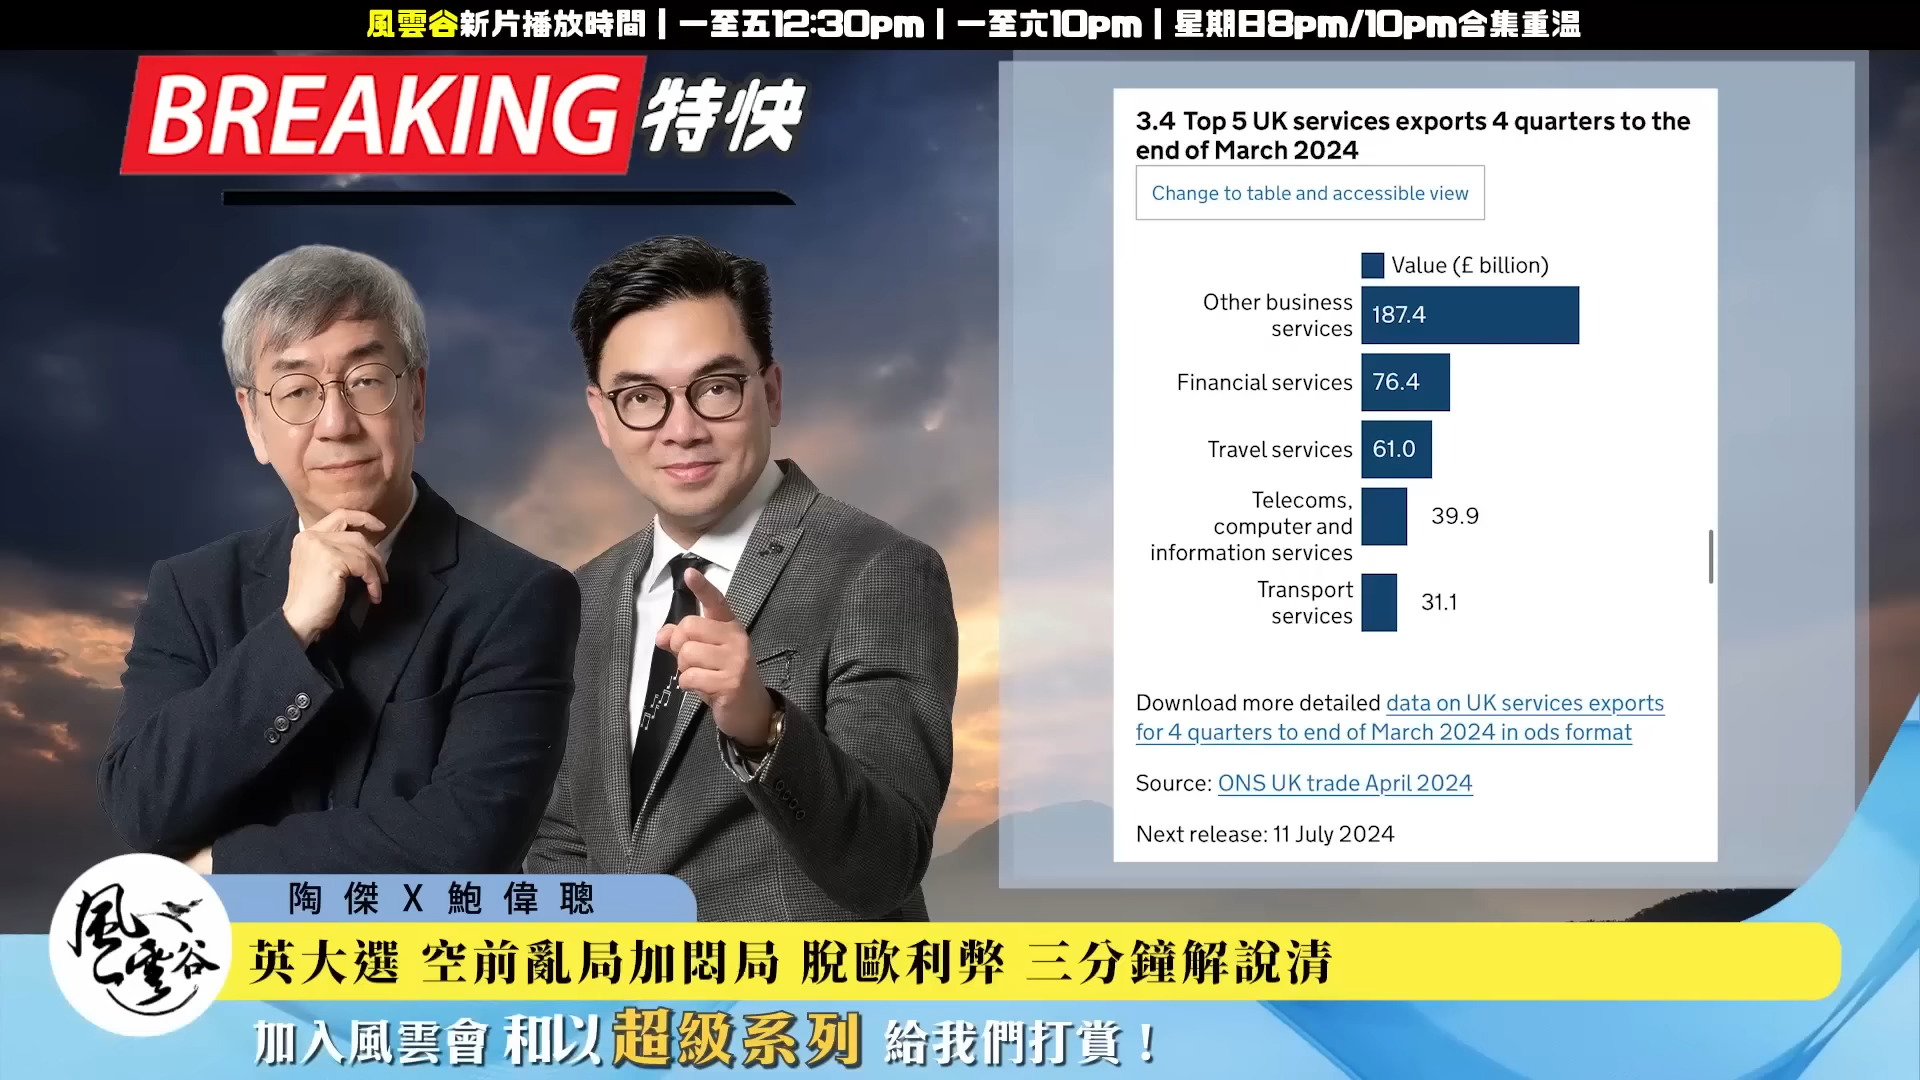 風雲谷新片播放時間 | 一至五12:30pm | 一至六10pm | 星期日8pm/10pm合集重温
BREAKING 特快
3.4 Top 5 UK services exports 4 quarters to the
end of March 2024
Change to table and accessible view
Value (£ billion)
Other business
services
187.4
Financial services
76.4
Travel services
61.0
Telecoms,
computer and
information services
39.9
Transport
services
31.1
Download more detailed data on UK services exports
for 4 quarters to end of March 2024 in ods format
Source: ONS UK trade April 2024
Next release: 11 July 2024
陶傑 X 鮑偉聰
風雲谷
英大選 空前亂局加悶局 脫歐利弊 三分鐘解說清
加入風雲會 和以 超級系列 給我們打賞！